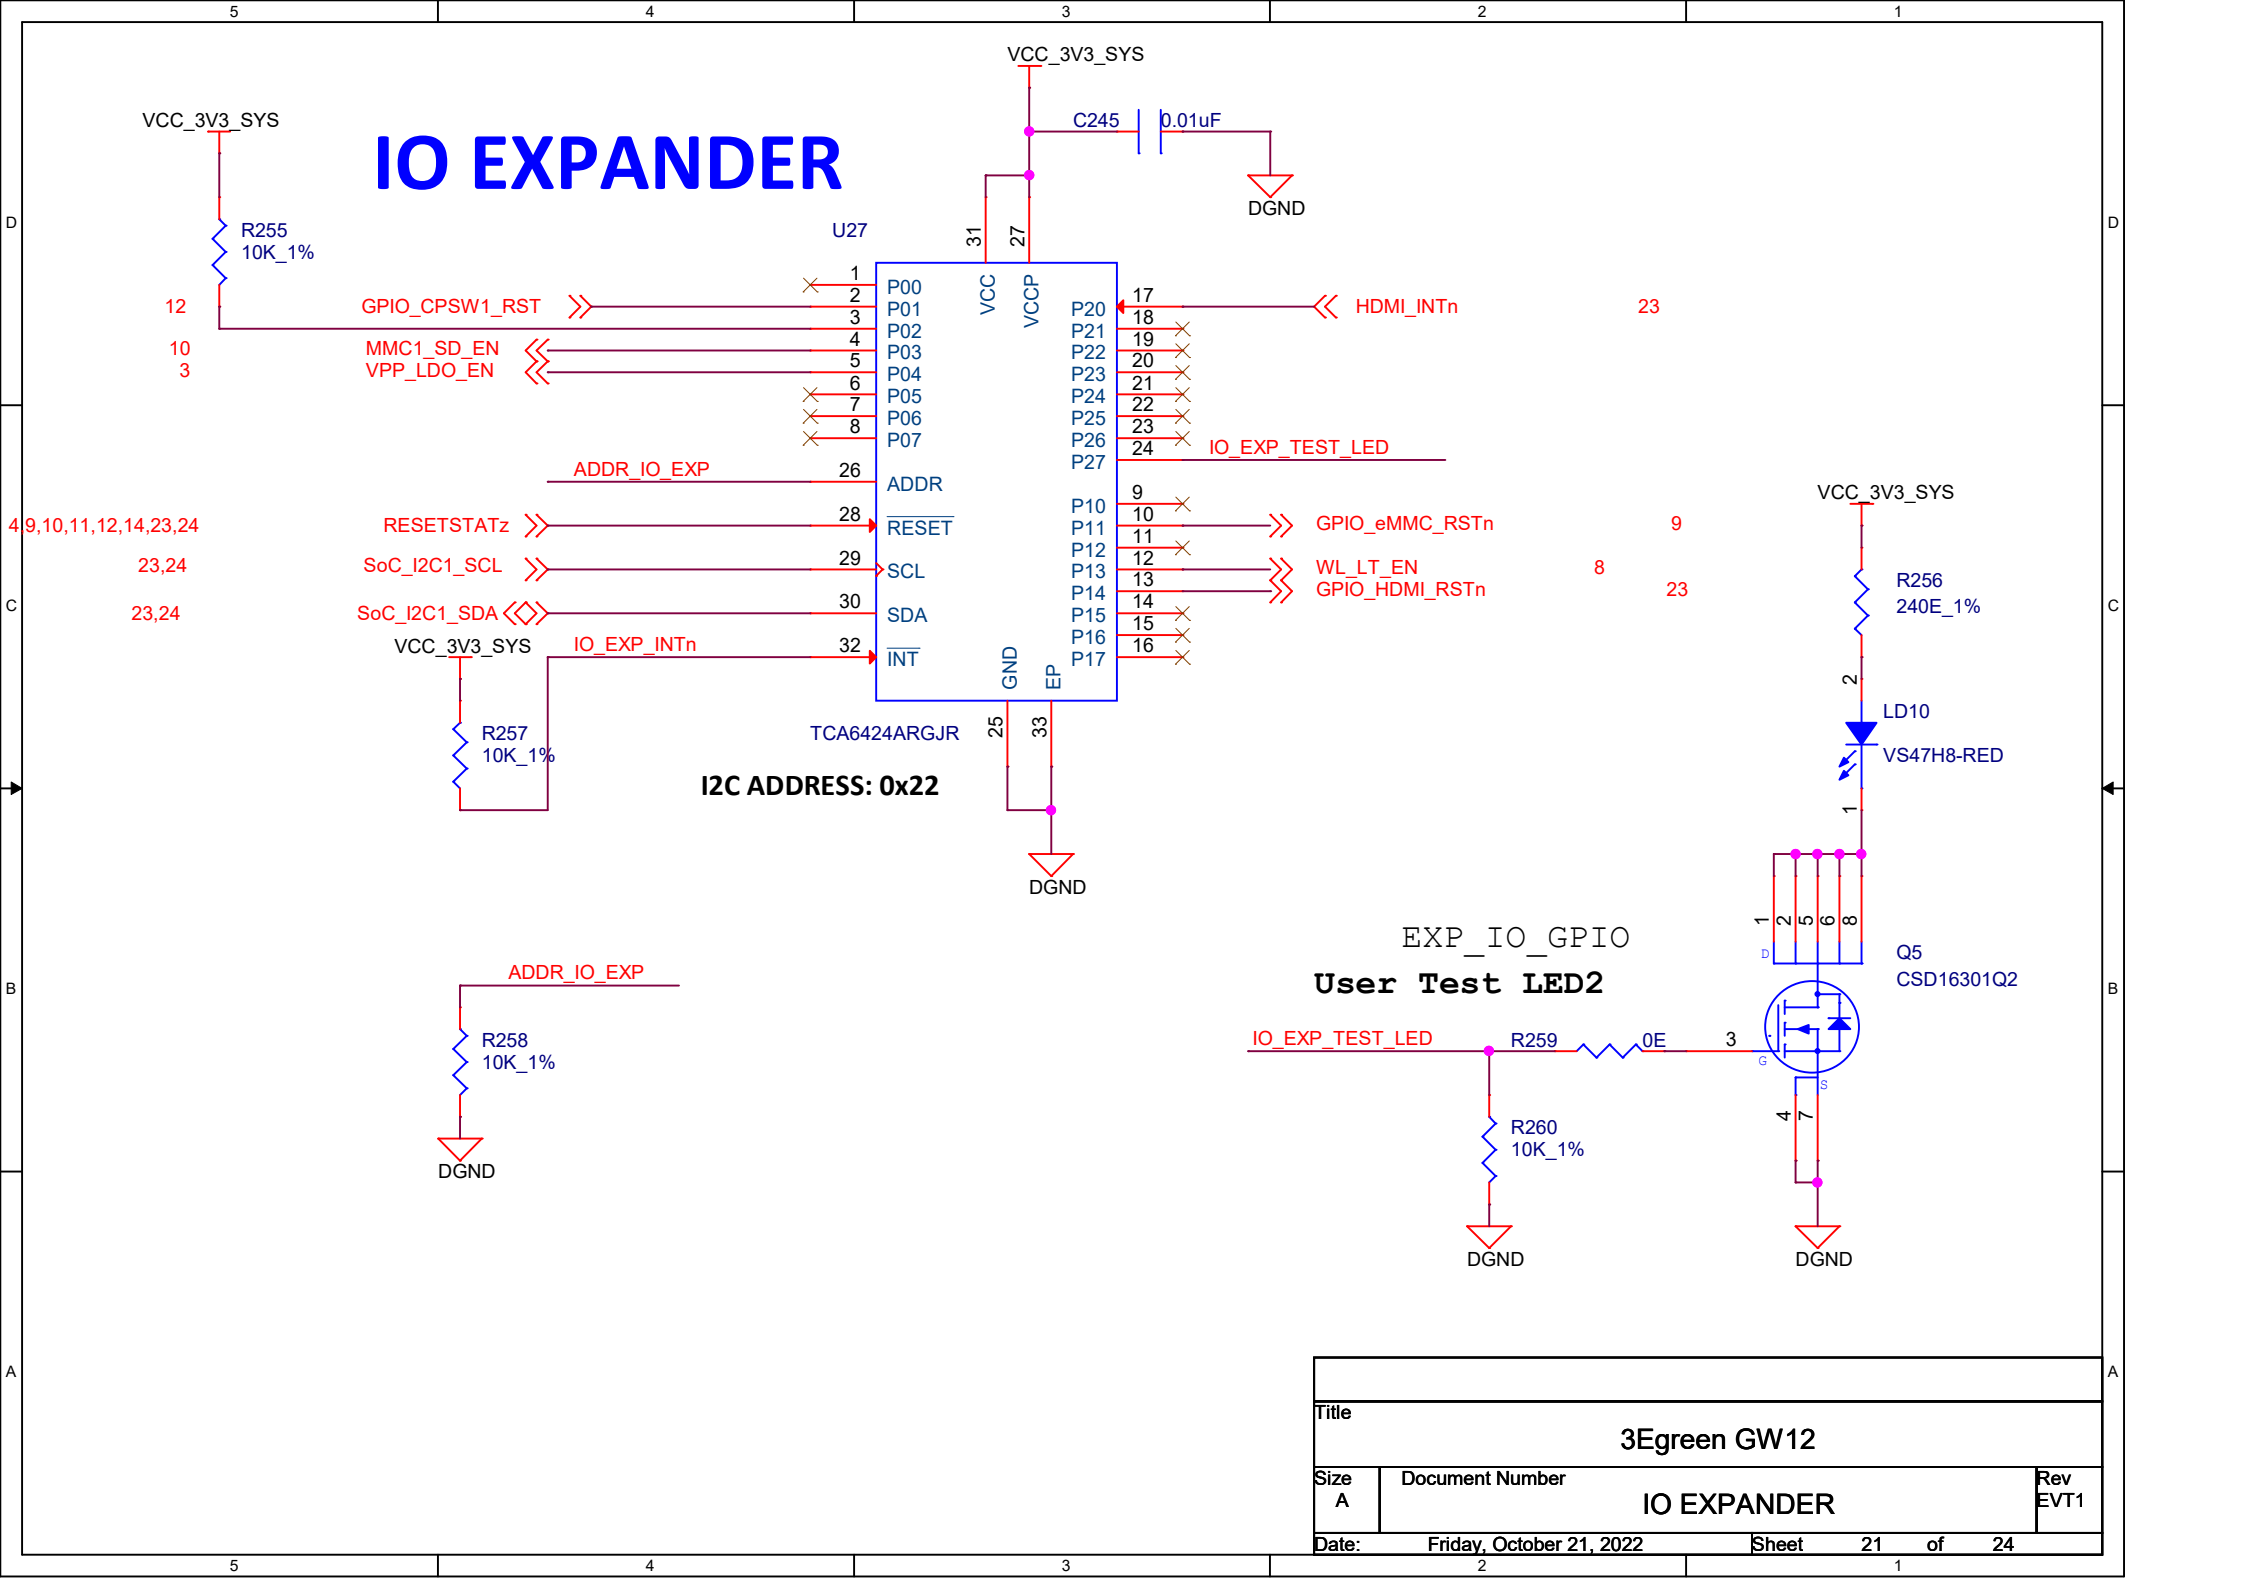 5 4 3 2 1
VCC_3V3_SYS
VCC_3V3_SYS
IO EXPANDER
C245 0.01uF
DGND
D D
R255
10K_1%
U27
31 27
VCC VCCP
1 P00
12 GPIO_CPSW1_RST 2 P01
3 P02
10 MMC1_SD_EN 4 P03
3 VPP_LDO_EN 5 P04
6 P05
7 P06
8 P07
ADDR_IO_EXP 26 ADDR
4,9,10,11,12,14,23,24 RESETSTATz 28 RESET
23,24 SoC_I2C1_SCL 29 SCL
23,24 SoC_I2C1_SDA 30 SDA
VCC_3V3_SYS
IO_EXP_INTn 32 INT
P20 17 HDMI_INTn 23
P21 18
P22 19
P23 20
P24 21
P25 22
P26 23
P27 24 IO_EXP_TEST_LED
P10 9
P11 10 GPIO_eMMC_RSTn 9
P12 11
P13 12 WL_LT_EN 8
P14 13 GPIO_HDMI_RSTn 23
P15 14
P16 15
P17 16
GND EP
25 33
C C
R257
10K_1%
TCA6424ARGJR
I2C ADDRESS: 0x22
DGND
VCC_3V3_SYS
R256
240E_1%
2
LD10
VS47H8-RED
1
1 2 5 6 8
D
Q5
CSD16301Q2
EXP_IO_GPIO
User Test LED2
B B
ADDR_IO_EXP
R258
10K_1%
DGND
IO_EXP_TEST_LED R259 0E 3
G
S
4 7
R260
10K_1%
DGND
DGND
A A
Title
3Egreen GW12
Size Document Number Rev
A IO EXPANDER EVT1
Date: Friday, October 21, 2022 Sheet 21 of 24
5 4 3 2 1